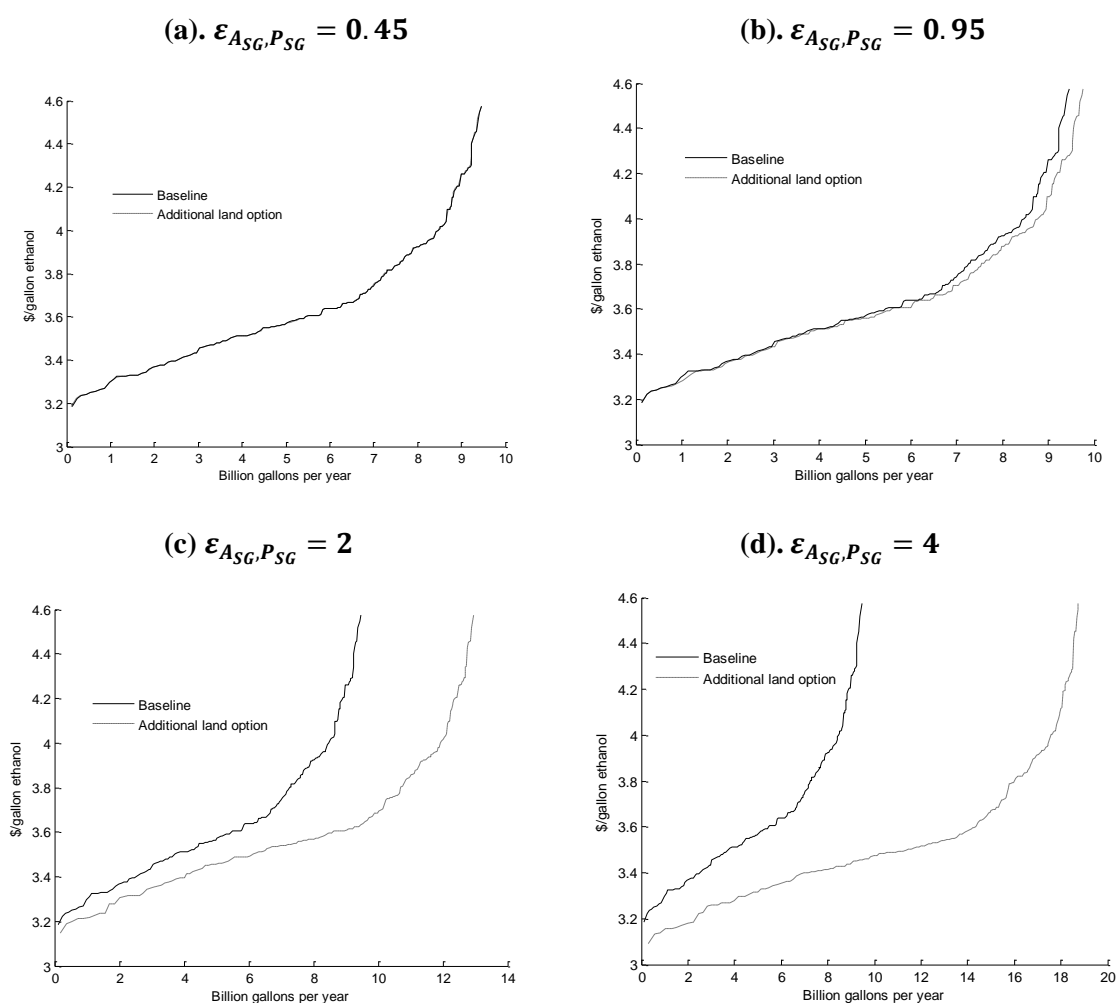 (a). ε_{A_{SG},P_{SG}} = 0.45
4.6
4.4
4.2
4
3.8
3.6
3.4
3.2
3
$/gallon ethanol
Baseline
Additional land option
0 1 2 3 4 5 6 7 8 9 10
Billion gallons per year
(b). ε_{A_{SG},P_{SG}} = 0.95
4.6
4.4
4.2
4
3.8
3.6
3.4
3.2
3
$/gallon ethanol
Baseline
Additional land option
0 1 2 3 4 5 6 7 8 9 10
Billion gallons per year
(c) ε_{A_{SG},P_{SG}} = 2
4.6
4.4
4.2
4
3.8
3.6
3.4
3.2
3
$/gallon ethanol
Baseline
Additional land option
0 2 4 6 8 10 12 14
Billion gallons per year
(d). ε_{A_{SG},P_{SG}} = 4
4.6
4.4
4.2
4
3.8
3.6
3.4
3.2
3
$/gallon ethanol
Baseline
Additional land option
0 2 4 6 8 10 12 14 16 18 20
Billion gallons per year